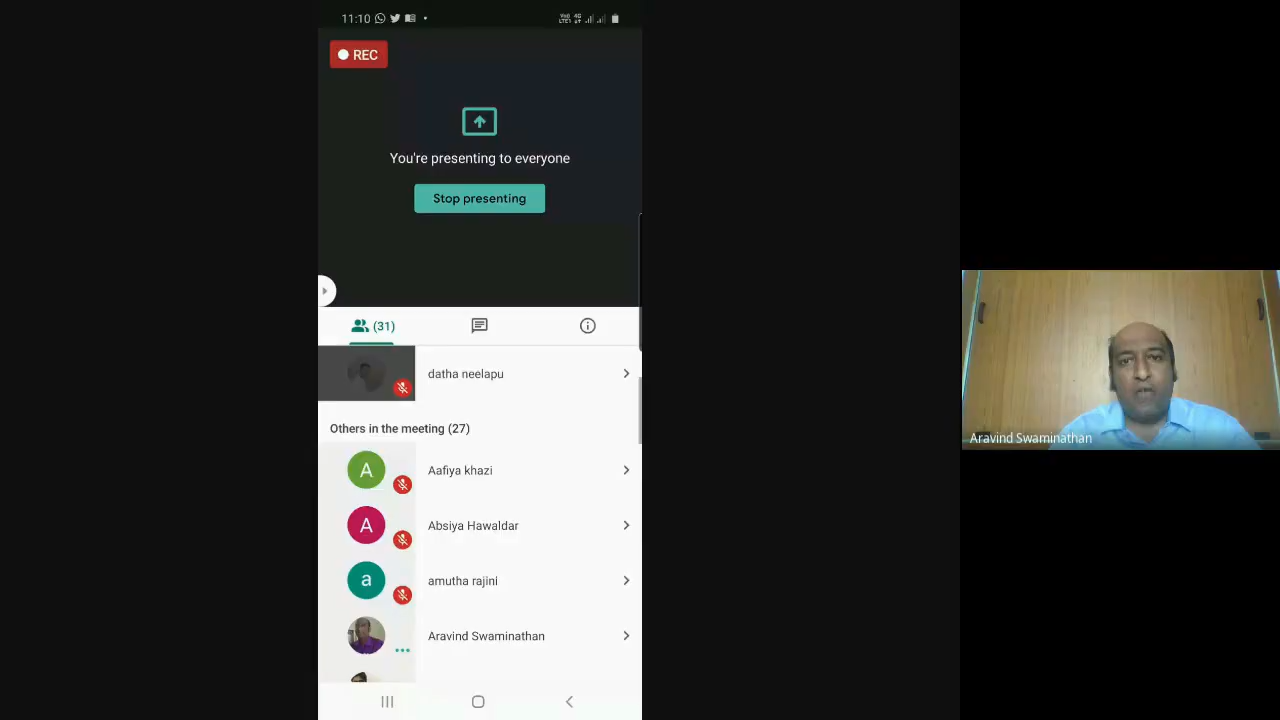 11:10
REC
You're presenting to everyone
Stop presenting
(31)
datha neelapu
Others in the meeting (27)
A
Aafiya khazi
A
Absiya Hawaldar
a
amutha rajini
Aravind Swaminathan
Aravind Swaminathan